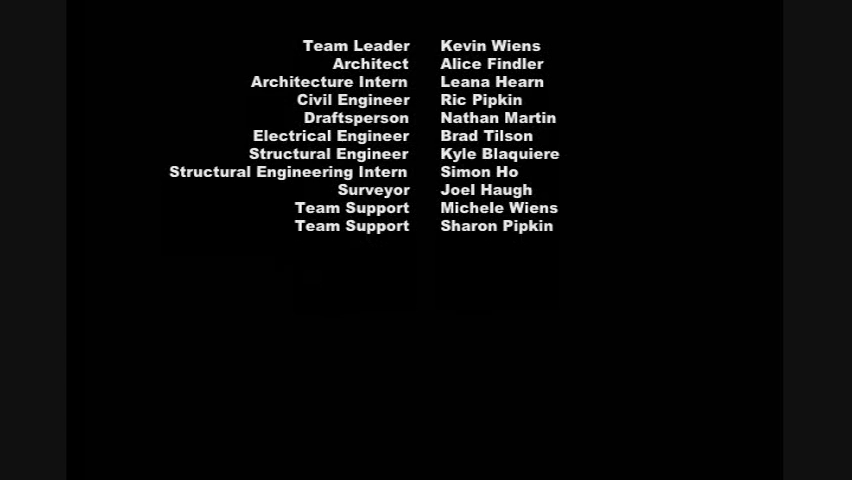 Team Leader Kevin Wiens
Architect Alice Findler
Architecture Intern Leana Hearn
Civil Engineer Ric Pipkin
Draftsperson Nathan Martin
Electrical Engineer Brad Tilson
Structural Engineer Kyle Blaquiere
Structural Engineering Intern Simon Ho
Surveyor Joel Haugh
Team Support Michele Wiens
Team Support Sharon Pipkin